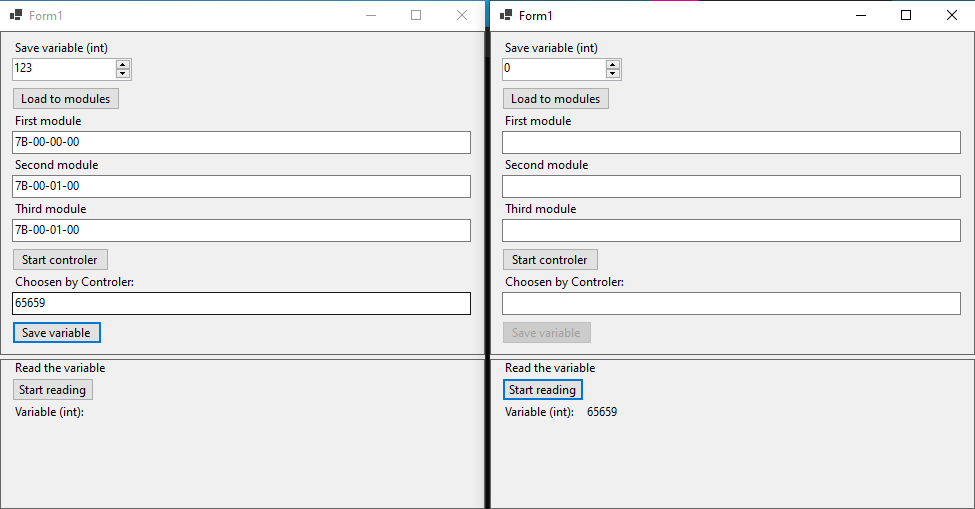 Form1
Save variable (int)
123
Load to modules
First module
7B-00-00-00
Second module
7B-00-01-00
Third module
7B-00-01-00
Start controler
Choosen by Controler:
65659
Save variable
Read the variable
Start reading
Variable (int):
Form1
Save variable (int)
0
Load to modules
First module
Second module
Third module
Start controler
Choosen by Controler:
Save variable
Read the variable
Start reading
Variable (int): 65659